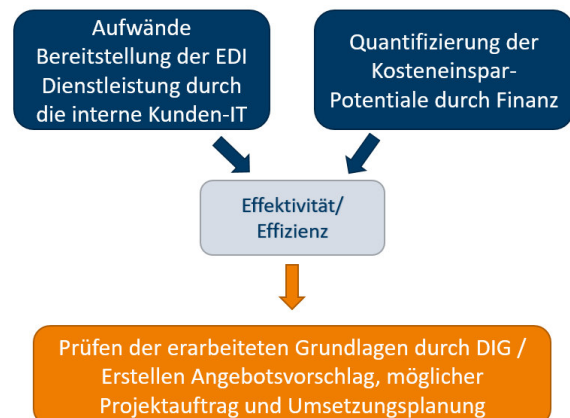 Aufwände
Bereitstellung der EDI
Dienstleistung durch
die interne Kunden-IT
Quantifizierung der
Kosteneinspar-
Potentiale durch Finanz
Effektivität/
Effizienz
Prüfen der erarbeiteten Grundlagen durch DIG /
Erstellen Angebotsvorschlag, möglicher
Projektauftrag und Umsetzungsplanung